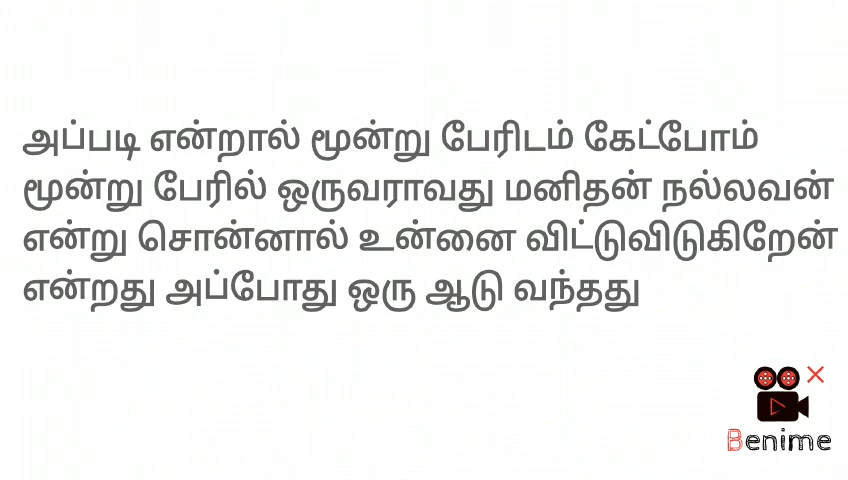 அப்படி என்றால் மூன்று பேரிடம் கேட்போம்
மூன்று பேரில் ஒருவராவது மனிதன் நல்லவன்
என்று சொன்னால் உன்னை விட்டுவிடுகிறேன்
என்றது அப்போது ஒரு ஆடு வந்தது
Benime